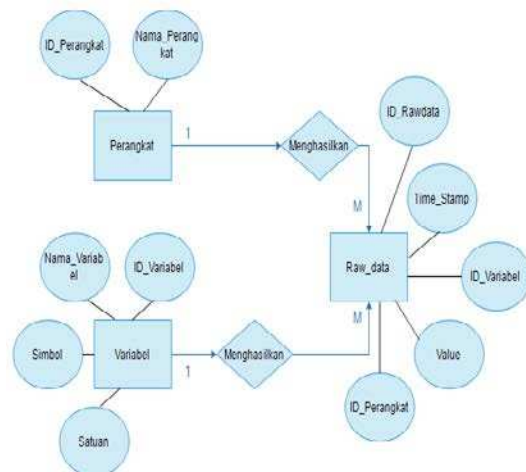 ID_Perangkat
Nama_Perang
kat
Perangkat
1
Menghasilkan
M
ID_Rawdata
Time_Stamp
Raw_data
ID_Variabel
Value
ID_Perangkat
Nama_Variab
el
ID_Variabel
Simbol
Variabel
1
Menghasilkan
M
Satuan